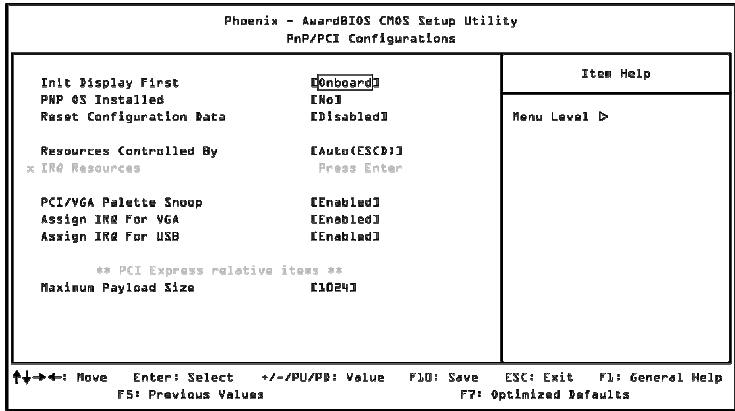 Phoenix - AwardBIOS CMOS Setup Utility
PnP/PCI Configurations
Init Display First [Onboard]
PNP OS Installed [No]
Reset Configuration Data [Disabled]
Resources Controlled By [Auto(ESCD)]
x IRQ Resources Press Enter
PCI/VGA Palette Snoop [Enabled]
Assign IRQ For VGA [Enabled]
Assign IRQ For USB [Enabled]
** PCI Express relative items **
Maximum Payload Size [1024]
Item Help
Menu Level ▷
↑↓→←: Move Enter: Select +/-/PU/PD: Value F10: Save ESC: Exit F1: General Help
F5: Previous Values F7: Optimized Defaults